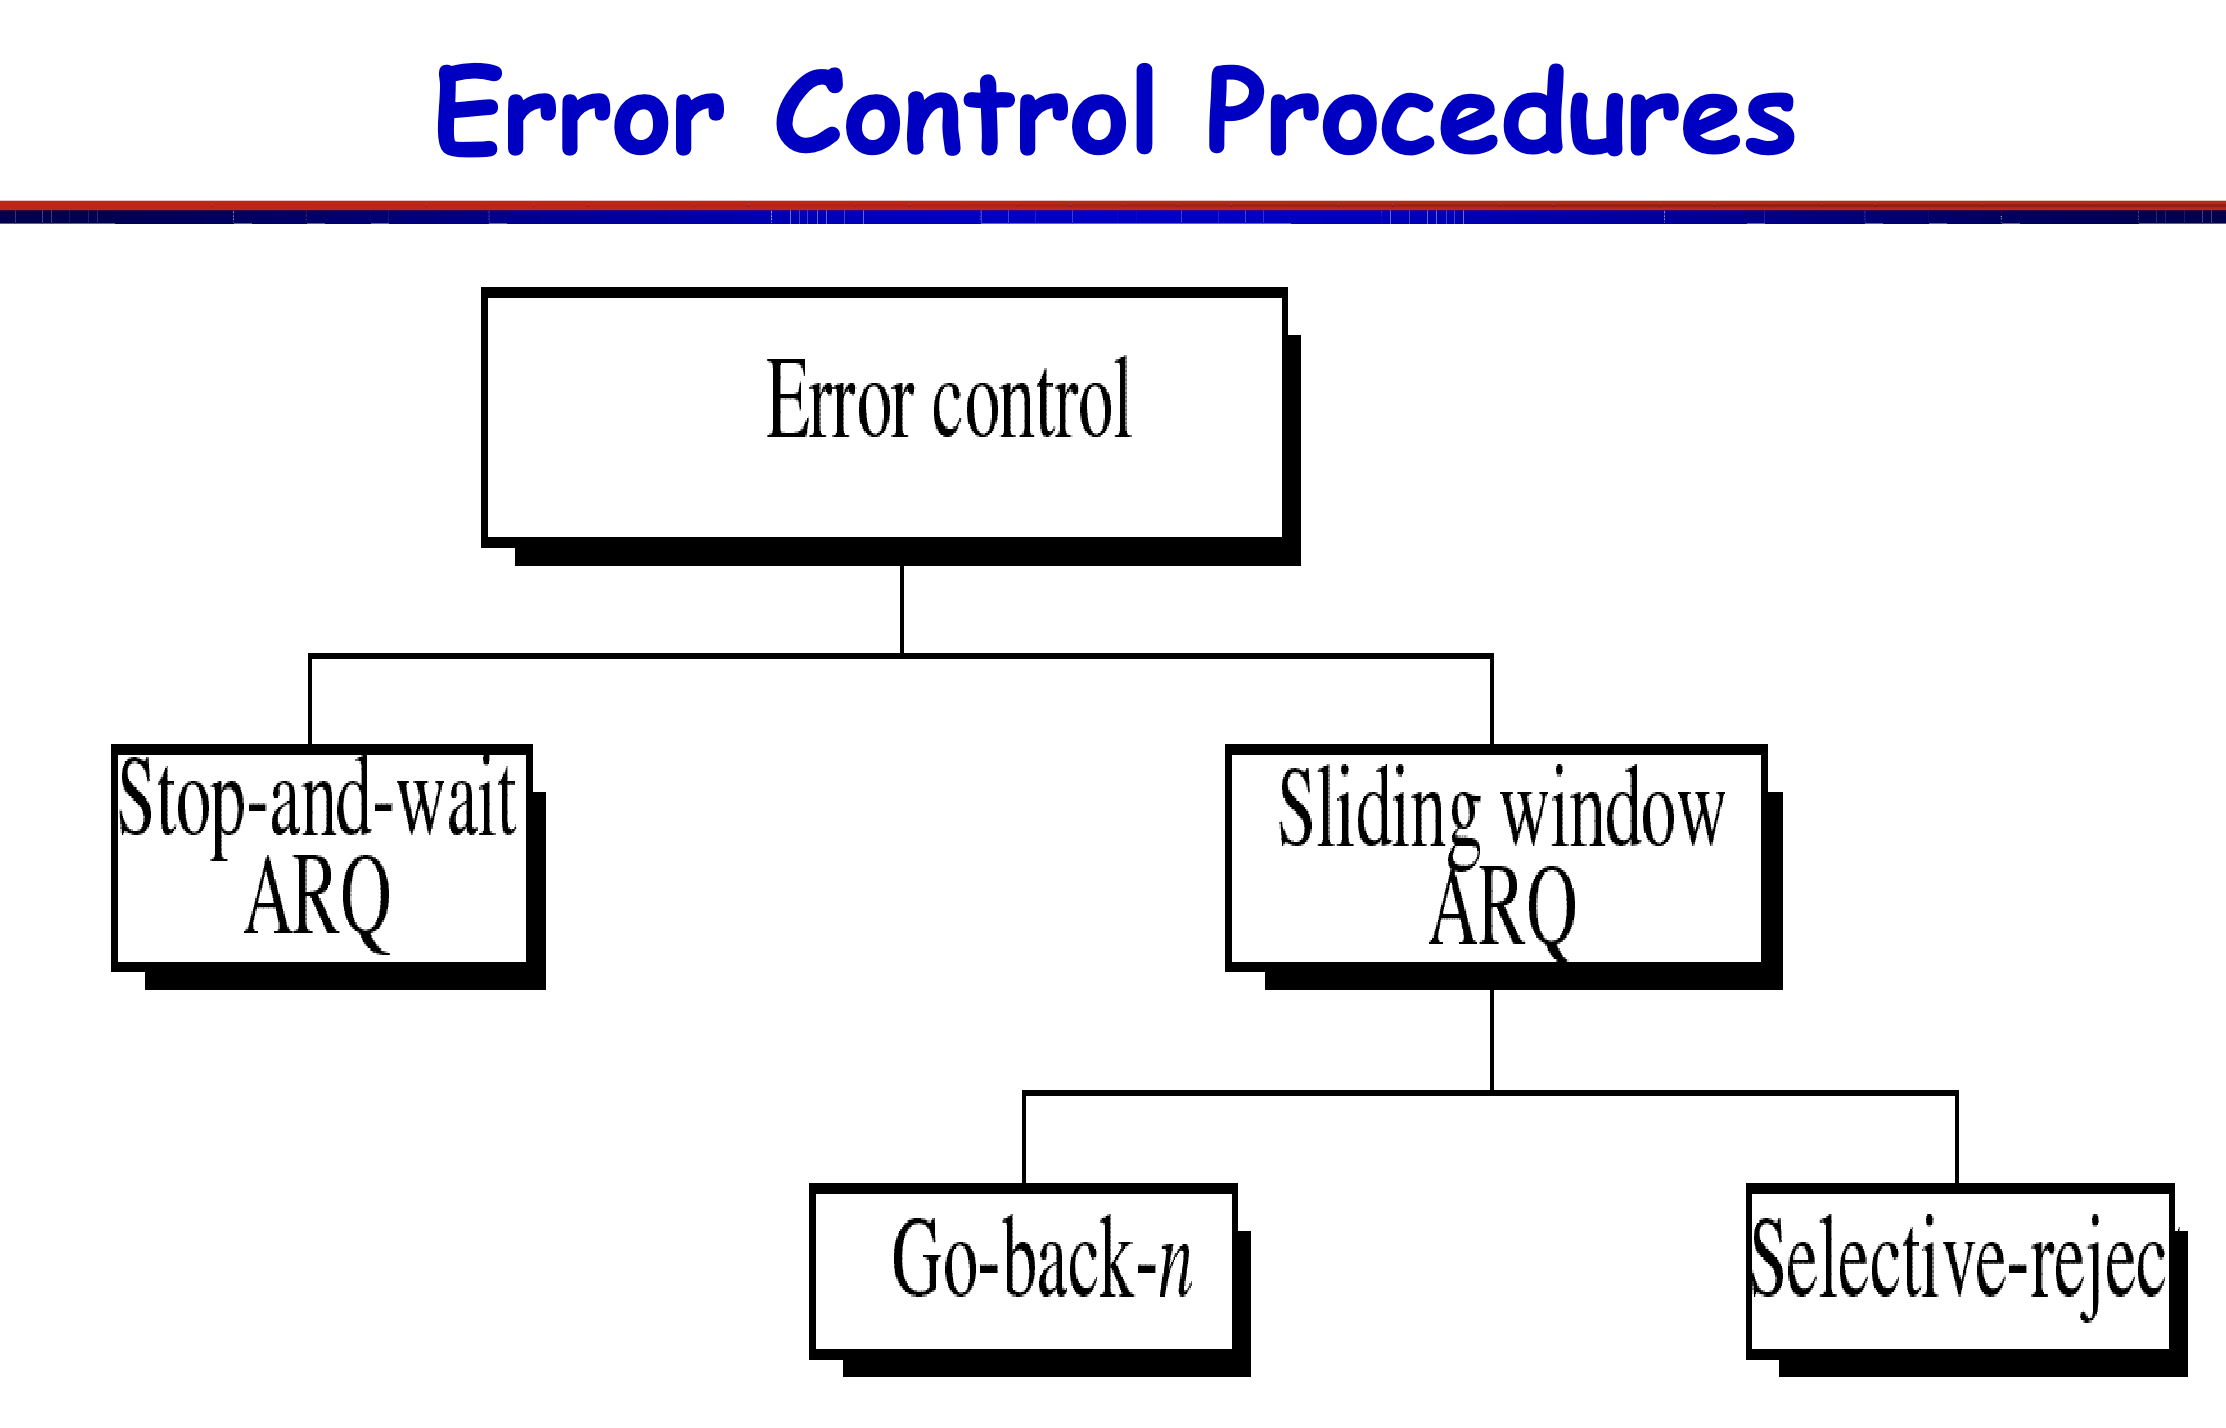 Error Control Procedures
Error control
Stop-and-wait
ARQ
Sliding window
ARQ
Go-back-n
Selective-rejec